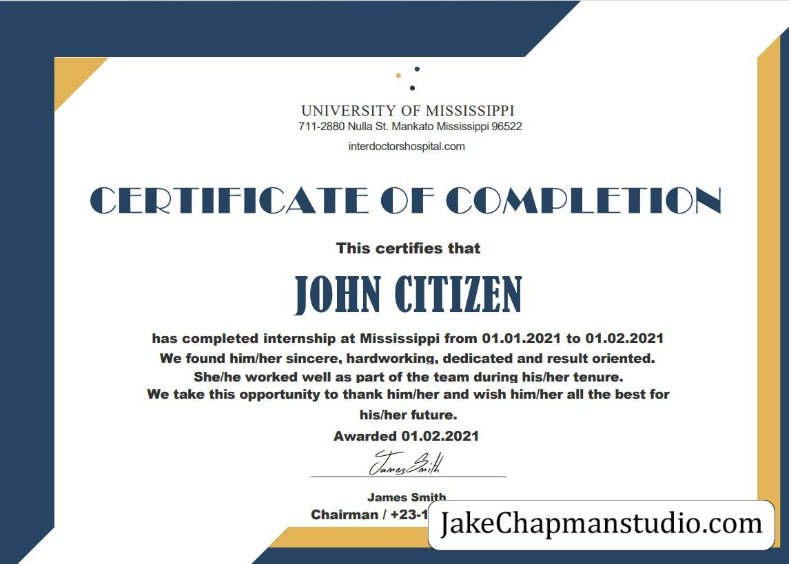 UNIVERSITY OF MISSISSIPPI
711-2880 Nulla St. Mankato Mississippi 96522
interdoctorshospital.com
CERTIFICATE OF COMPLETION
This certifies that
JOHN CITIZEN
has completed internship at Mississippi from 01.01.2021 to 01.02.2021
We found him/her sincere, hardworking, dedicated and result oriented.
She/he worked well as part of the team during his/her tenure.
We take this opportunity to thank him/her and wish him/her all the best for
his/her future.
Awarded 01.02.2021
James Smith
James Smith
Chairman / +23-1
JakeChapmanstudio.com